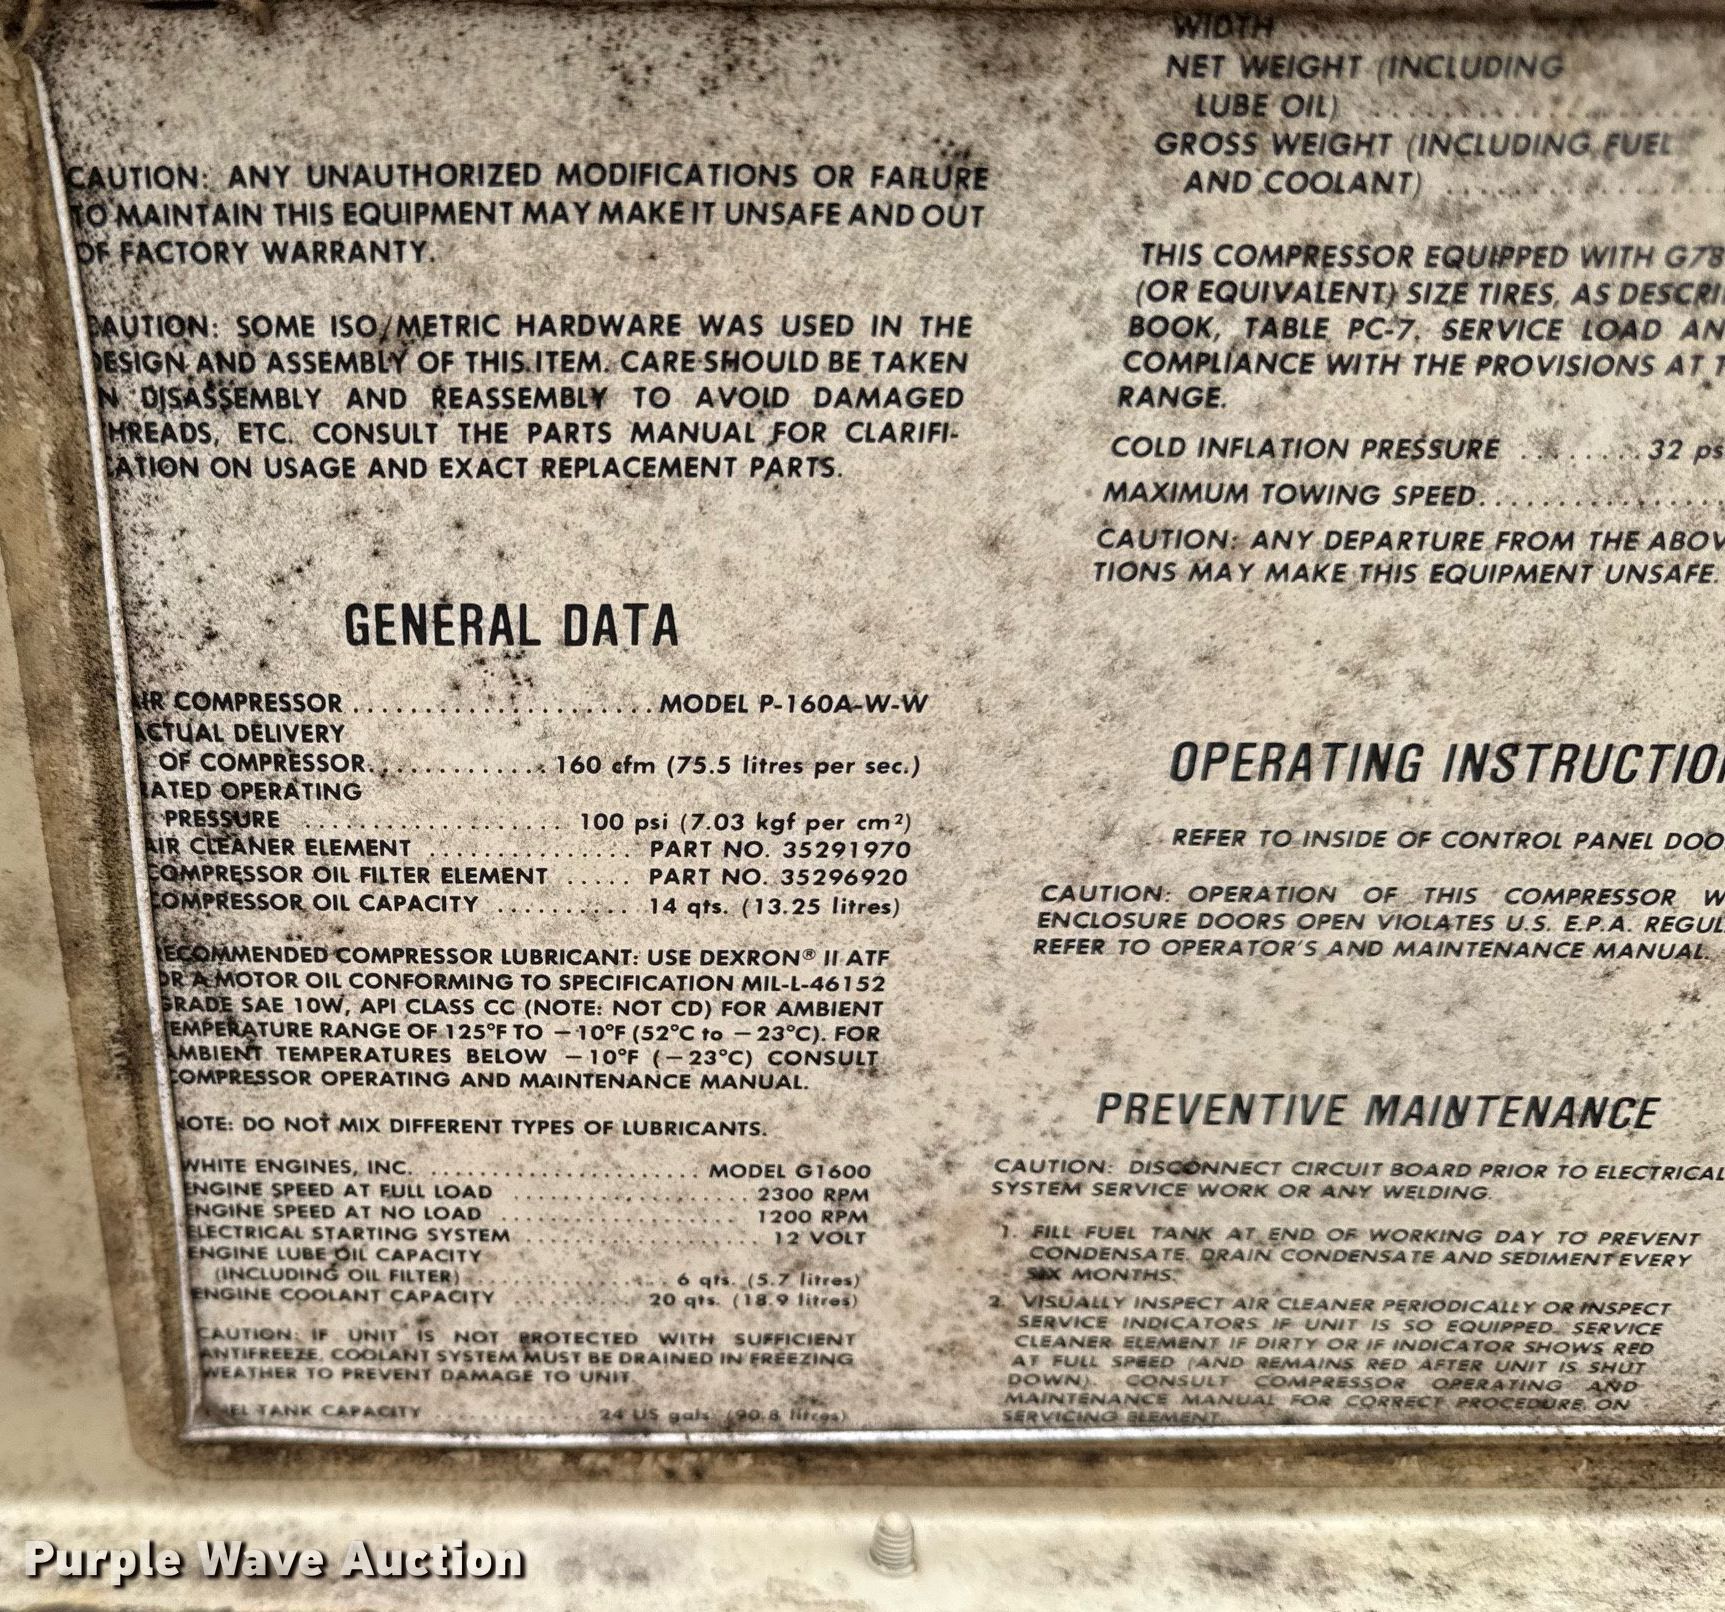 CAUTION: ANY UNAUTHORIZED MODIFICATIONS OR FAILURE
TO MAINTAIN THIS EQUIPMENT MAY MAKE IT UNSAFE AND OUT
OF FACTORY WARRANTY.
CAUTION: SOME ISO/METRIC HARDWARE WAS USED IN THE
DESIGN AND ASSEMBLY OF THIS ITEM. CARE SHOULD BE TAKEN
N DISASSEMBLY AND REASSEMBLY TO AVOID DAMAGED
HREADS, ETC. CONSULT THE PARTS MANUAL FOR CLARIFI-
CATION ON USAGE AND EXACT REPLACEMENT PARTS.
GENERAL DATA
AIR COMPRESSOR ..................... MODEL P-160A-W-W
ACTUAL DELIVERY
OF COMPRESSOR............. 160 cfm (75.5 litres per sec.)
RATED OPERATING
PRESSURE .................. 100 psi (7.03 kgf per cm²)
AIR CLEANER ELEMENT .............. PART NO. 35291970
COMPRESSOR OIL FILTER ELEMENT ..... PART NO. 35296920
COMPRESSOR OIL CAPACITY .......... 14 qts. (13.25 litres)
RECOMMENDED COMPRESSOR LUBRICANT: USE DEXRON® II ATF
OR A MOTOR OIL CONFORMING TO SPECIFICATION MIL-L-46152
GRADE SAE 10W, API CLASS CC (NOTE: NOT CD) FOR AMBIENT
TEMPERATURE RANGE OF 125°F TO −10°F (52°C to −23°C). FOR
AMBIENT TEMPERATURES BELOW −10°F (−23°C) CONSULT
COMPRESSOR OPERATING AND MAINTENANCE MANUAL.
NOTE: DO NOT MIX DIFFERENT TYPES OF LUBRICANTS.
WHITE ENGINES, INC. ....................... MODEL G1600
ENGINE SPEED AT FULL LOAD .................... 2300 RPM
ENGINE SPEED AT NO LOAD .................... 1200 RPM
ELECTRICAL STARTING SYSTEM .................... 12 VOLT
ENGINE LUBE OIL CAPACITY
(INCLUDING OIL FILTER) ................. 6 qts. (5.7 litres)
ENGINE COOLANT CAPACITY .......... 20 qts. (18.9 litres)
CAUTION: IF UNIT IS NOT PROTECTED WITH SUFFICIENT
ANTIFREEZE, COOLANT SYSTEM MUST BE DRAINED IN FREEZING
WEATHER TO PREVENT DAMAGE TO UNIT.
FUEL TANK CAPACITY .............. 24 US gals. (90.8 litres)
WIDTH ....................
NET WEIGHT (INCLUDING
LUBE OIL) ....................
GROSS WEIGHT (INCLUDING FUEL
AND COOLANT) ....................
THIS COMPRESSOR EQUIPPED WITH G78
(OR EQUIVALENT) SIZE TIRES, AS DESCRI
BOOK, TABLE PC-7. SERVICE LOAD AN
COMPLIANCE WITH THE PROVISIONS AT T
RANGE.
COLD INFLATION PRESSURE ........ 32 ps
MAXIMUM TOWING SPEED.................
CAUTION: ANY DEPARTURE FROM THE ABOV
TIONS MAY MAKE THIS EQUIPMENT UNSAFE.
OPERATING INSTRUCTION
REFER TO INSIDE OF CONTROL PANEL DOO
CAUTION: OPERATION OF THIS COMPRESSOR W
ENCLOSURE DOORS OPEN VIOLATES U.S. E.P.A. REGUL
REFER TO OPERATOR'S AND MAINTENANCE MANUAL.
PREVENTIVE MAINTENANCE
CAUTION: DISCONNECT CIRCUIT BOARD PRIOR TO ELECTRICAL
SYSTEM SERVICE WORK OR ANY WELDING.
1. FILL FUEL TANK AT END OF WORKING DAY TO PREVENT
CONDENSATE. DRAIN CONDENSATE AND SEDIMENT EVERY
SIX MONTHS.
2. VISUALLY INSPECT AIR CLEANER PERIODICALLY OR INSPECT
SERVICE INDICATORS IF UNIT IS SO EQUIPPED. SERVICE
CLEANER ELEMENT IF DIRTY OR IF INDICATOR SHOWS RED
AT FULL SPEED (AND REMAINS RED AFTER UNIT IS SHUT
DOWN). CONSULT COMPRESSOR OPERATING AND
MAINTENANCE MANUAL FOR CORRECT PROCEDURE ON
SERVICING ELEMENT.
Purple Wave Auction